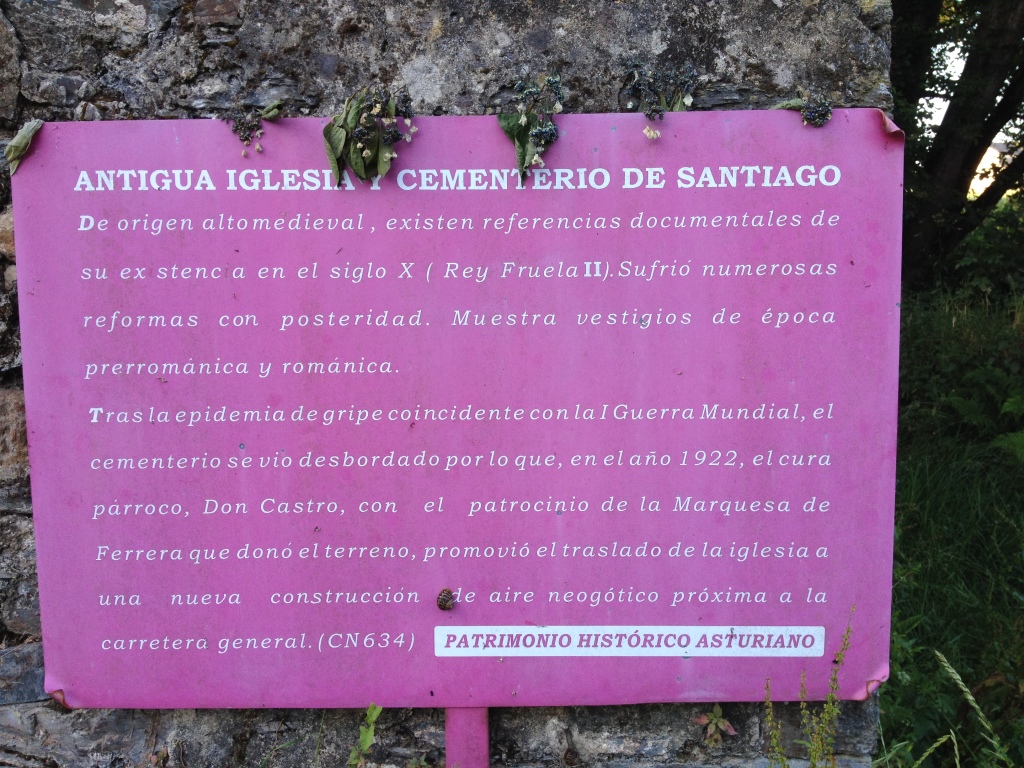 ANTIGUA IGLESIA Y CEMENTERIO DE SANTIAGO
De origen altomedieval, existen referencias documentales de
su ex stenc a en el siglo X ( Rey Fruela II). Sufrió numerosas
reformas con posteridad. Muestra vestigios de época
prerrománica y románica.
Tras la epidemia de gripe coincidente con la I Guerra Mundial, el
cementerio se vio desbordado por lo que, en el año 1922, el cura
párroco, Don Castro, con el patrocinio de la Marquesa de
Ferrera que donó el terreno, promovió el traslado de la iglesia a
una nueva construcción de aire neogótico próxima a la
carretera general. (CN634)
PATRIMONIO HISTÓRICO ASTURIANO